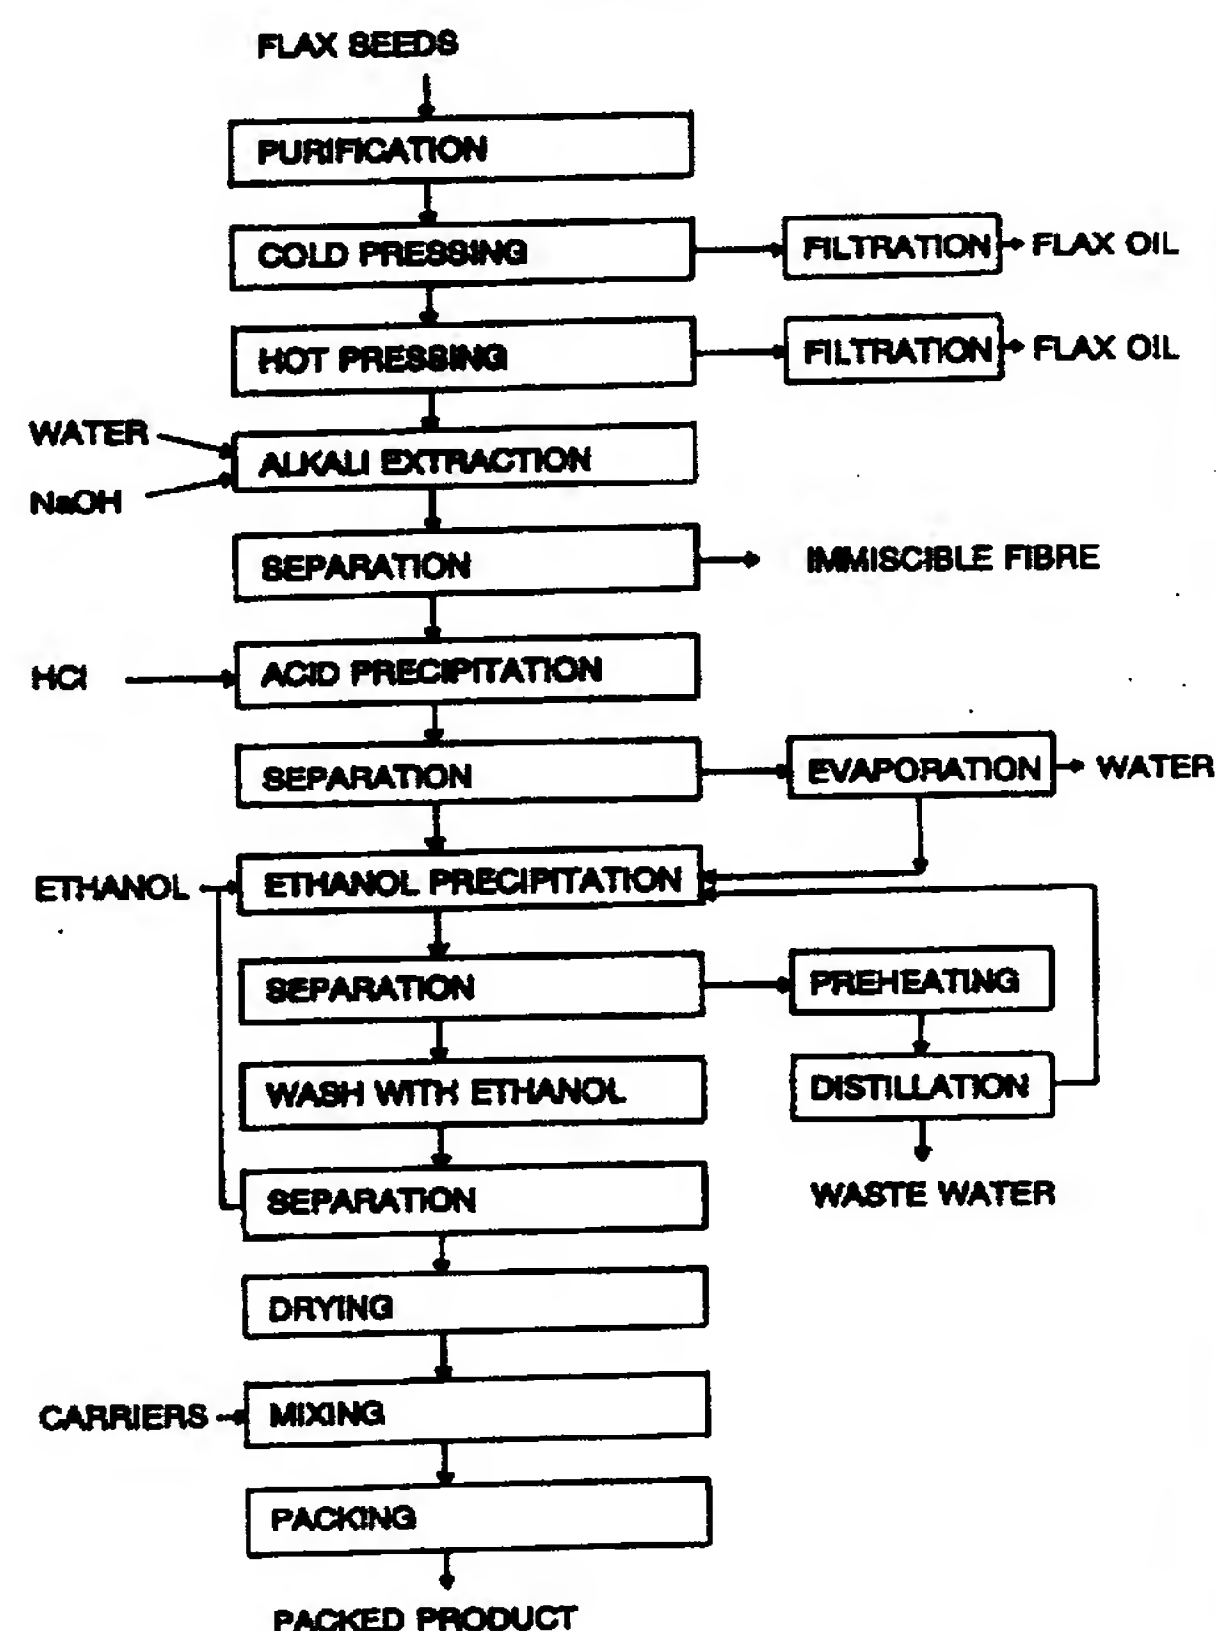 FLAX SEEDS
PURIFICATION
COLD PRESSING
FILTRATION
FLAX OIL
HOT PRESSING
FILTRATION
FLAX OIL
WATER
NaOH
ALKALI EXTRACTION
SEPARATION
IMMISCIBLE FIBRE
HCl
ACID PRECIPITATION
SEPARATION
EVAPORATION
WATER
ETHANOL
ETHANOL PRECIPITATION
SEPARATION
PREHEATING
WASH WITH ETHANOL
DISTILLATION
SEPARATION
WASTE WATER
DRYING
CARRIERS
MIXING
PACKING
PACKED PRODUCT